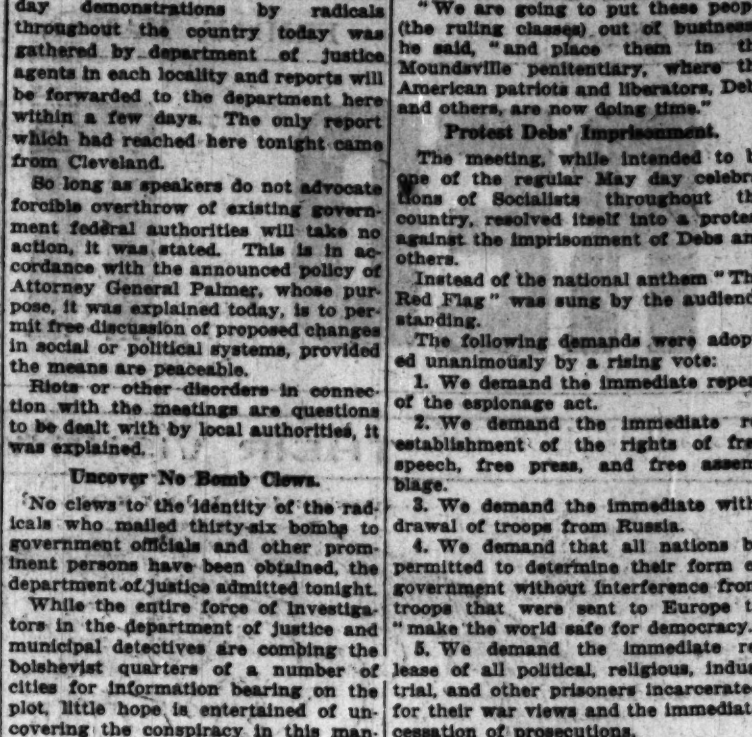 day demonstrations by radicals
throughout the country today was
gathered by department of justice
agents in each locality and reports will
be forwarded to the department here
within a few days. The only report
which had reached here tonight came
from Cleveland.
So long as speakers do not advocate
forcible overthrow of existing govern-
ment federal authorities will take no
action, it was stated. This is in ac-
cordance with the announced policy of
Attorney General Palmer, whose pur-
pose, it was explained today, is to per-
mit free discussion of proposed changes
in social or political systems, provided
the means are peaceable.
Riots or other disorders in connec-
tion with the meetings are questions
to be dealt with by local authorities, it
was explained.
Uncover No Bomb Clews.
No clews to the identity of the rad-
icals who mailed thirty-six bombs to
government officials and other prom-
inent persons have been obtained, the
department of justice admitted tonight.
While the entire force of investiga-
tors in the department of justice and
municipal detectives are combing the
bolshevist quarters of a number of
cities for information bearing on the
plot, little hope is entertained of un-
covering the conspiracy in this man-
"We are going to put these peop
(the ruling classes) out of business
he said, "and place them in th
Moundsville penitentiary, where th
American patriots and liberators, Deb
and others, are now doing time."
Protest Debs' Imprisonment.
The meeting, while intended to b
one of the regular May day celebra
tions of Socialists throughout th
country, resolved itself into a protes
against the imprisonment of Debs an
others.
Instead of the national anthem "The
Red Flag" was sung by the audienc
standing.
The following demands were adop
ed unanimously by a rising vote:
1. We demand the immediate repea
of the espionage act.
2. We demand the immediate re
establishment of the rights of fre
speech, free press, and free assem
blage.
3. We demand the immediate with
drawal of troops from Russia.
4. We demand that all nations b
permitted to determine their form o
government without interference from
troops that were sent to Europe t
"make the world safe for democracy.
5. We demand the immediate re
lease of all political, religious, indus
trial, and other prisoners incarcerate
for their war views and the immediat
cessation of prosecutions.